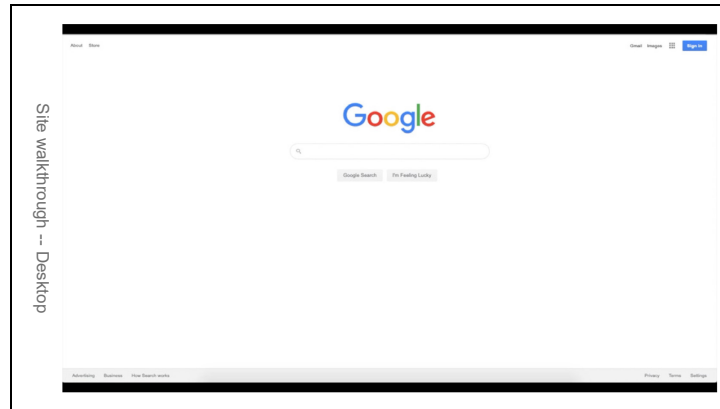 About Store
Gmail Images Sign in
Site walkthrough -- Desktop
Google
Google Search I'm Feeling Lucky
Advertising Business How Search works
Privacy Terms Settings